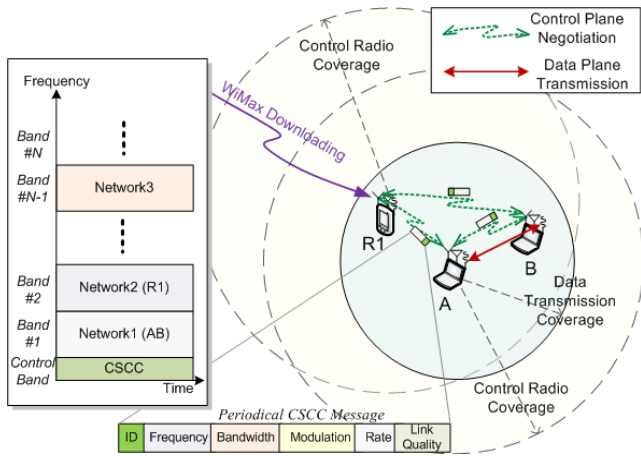 Control Plane
Negotiation
Data Plane
Transmission
Control Radio
Coverage
Frequency
Band
#N
Band
#N-1
Network3
Band
#2
Network2 (R1)
Band
#1
Network1 (AB)
Control
Band
CSCC
Time
WiMax Downloading
R1
A
B
Data
Transmission
Coverage
Control Radio
Coverage
Periodical CSCC Message
ID Frequency Bandwidth Modulation Rate Link
Quality